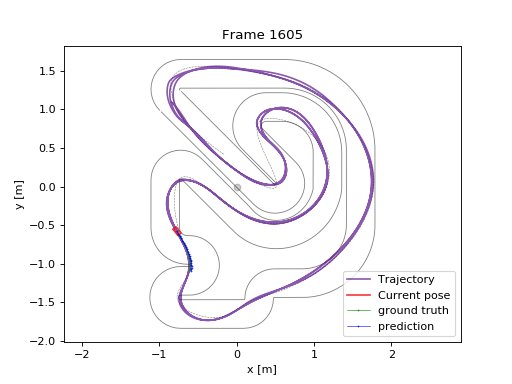 Frame 1605
y [m]
1.5
1.0
0.5
0.0
−0.5
−1.0
−1.5
−2.0
−2
−1
0
1
2
x [m]
Trajectory
Current pose
ground truth
prediction